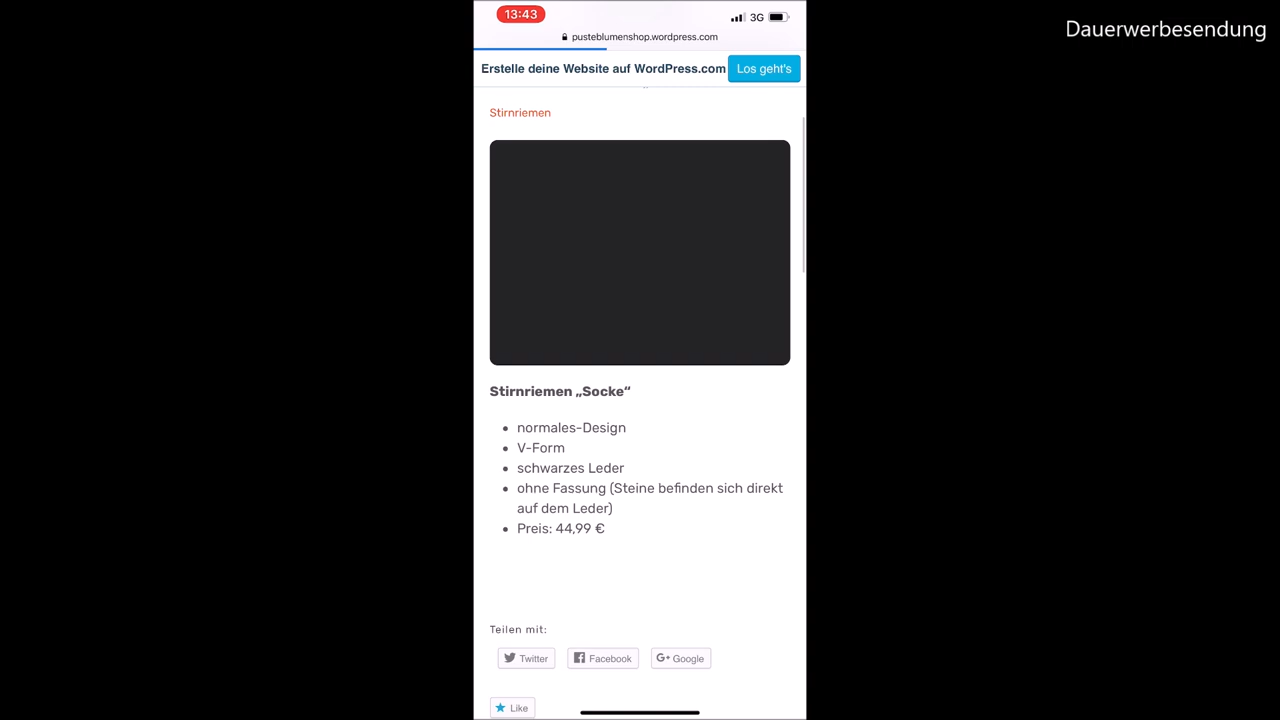 Dauerwerbesendung
13:43
3G
pusteblumenshop.wordpress.com
Erstelle deine Website auf WordPress.com
Los geht's
Stirnriemen
Stirnriemen „Socke“
normales-Design
V-Form
schwarzes Leder
ohne Fassung (Steine befinden sich direkt
auf dem Leder)
Preis: 44,99 €
Teilen mit:
Twitter
Facebook
G+ Google
Like